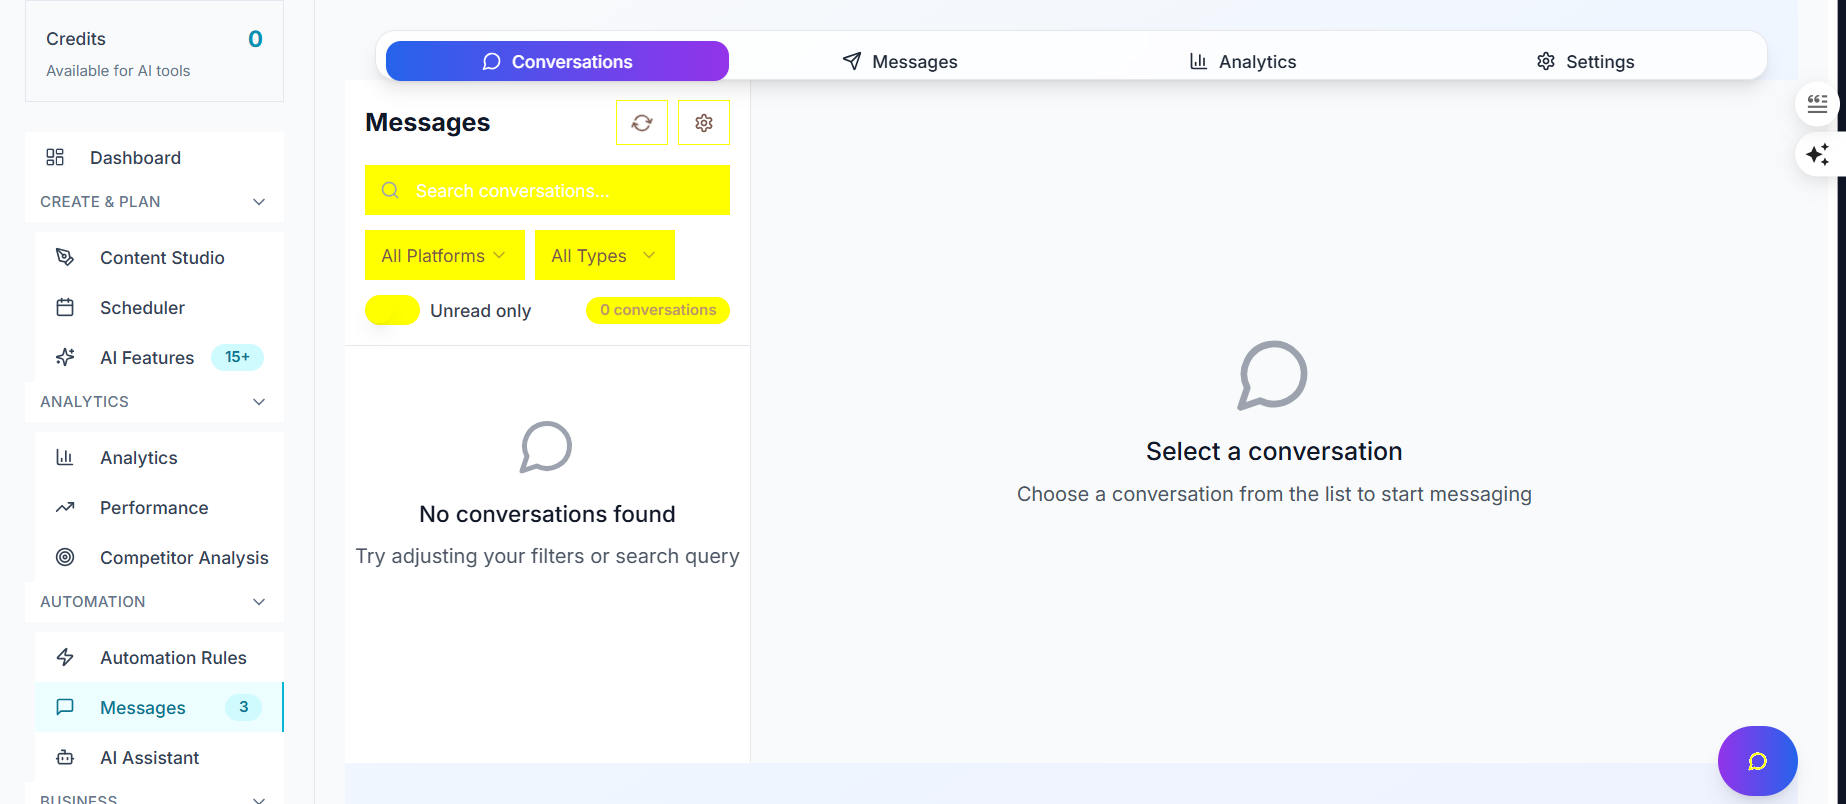 Credits
0
Available for AI tools
Dashboard
CREATE & PLAN
Content Studio
Scheduler
AI Features
15+
ANALYTICS
Analytics
Performance
Competitor Analysis
AUTOMATION
Automation Rules
Messages
3
AI Assistant
BUSINESS
Conversations
Messages
Analytics
Settings
Messages
Search conversations...
All Platforms
All Types
Unread only
0 conversations
No conversations found
Try adjusting your filters or search query
Select a conversation
Choose a conversation from the list to start messaging